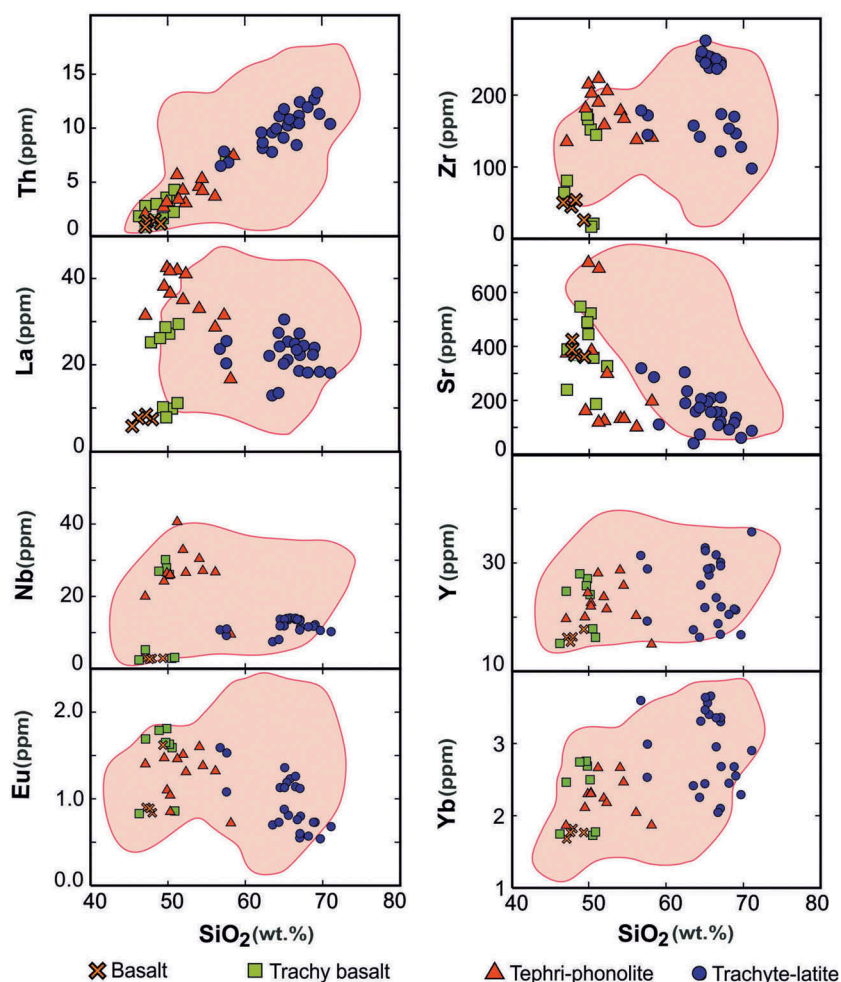 Th (ppm)
15
10
5
0
Zr (ppm)
200
100
50
0
La (ppm)
40
20
0
Sr (ppm)
600
400
200
0
Nb (ppm)
40
20
10
0
Y (ppm)
30
10
Eu (ppm)
2.0
1.0
0.0
Yb (ppm)
3
2
1
40 50 60 70 80
40 50 60 70 80
SiO₂ (wt.%)
SiO₂ (wt.%)
Basalt
Trachy basalt
Tephri-phonolite
Trachyte-latite